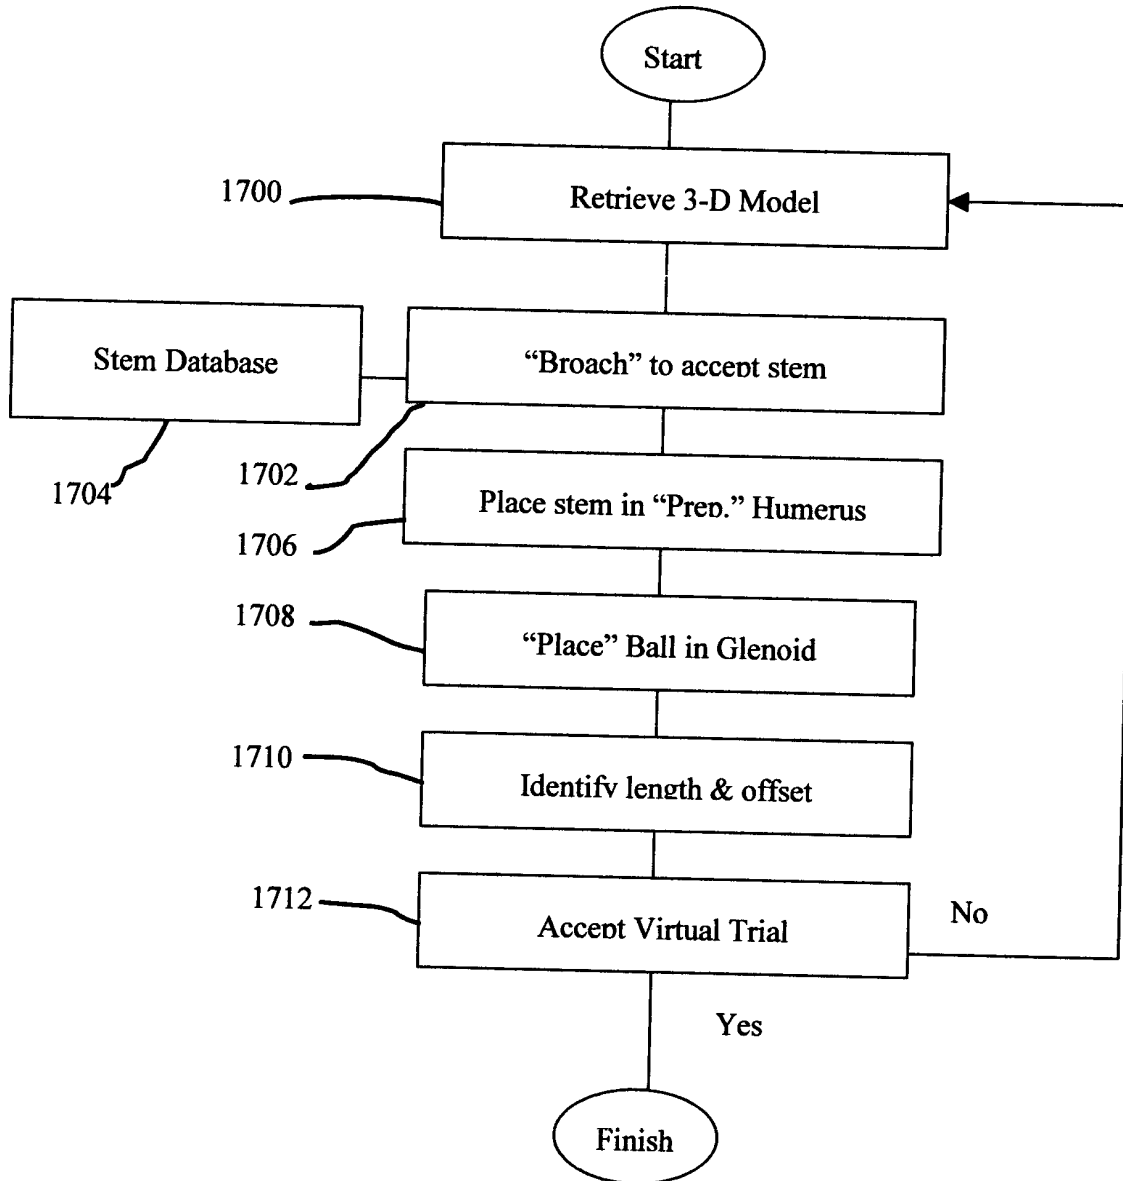 Start
1700
Retrieve 3-D Model
Stem Database
“Broach” to accept stem
1704
1702
Place stem in “Prep.” Humerus
1706
1708
“Place” Ball in Glenoid
1710
Identify length & offset
1712
Accept Virtual Trial
No
Yes
Finish